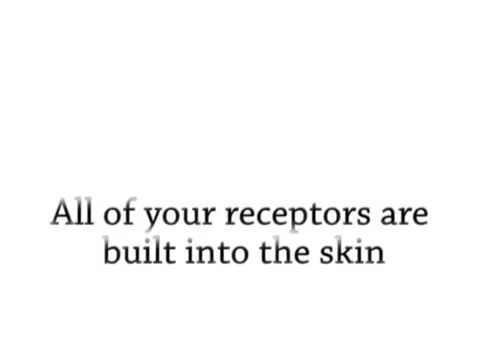 All of your receptors are
built into the skin